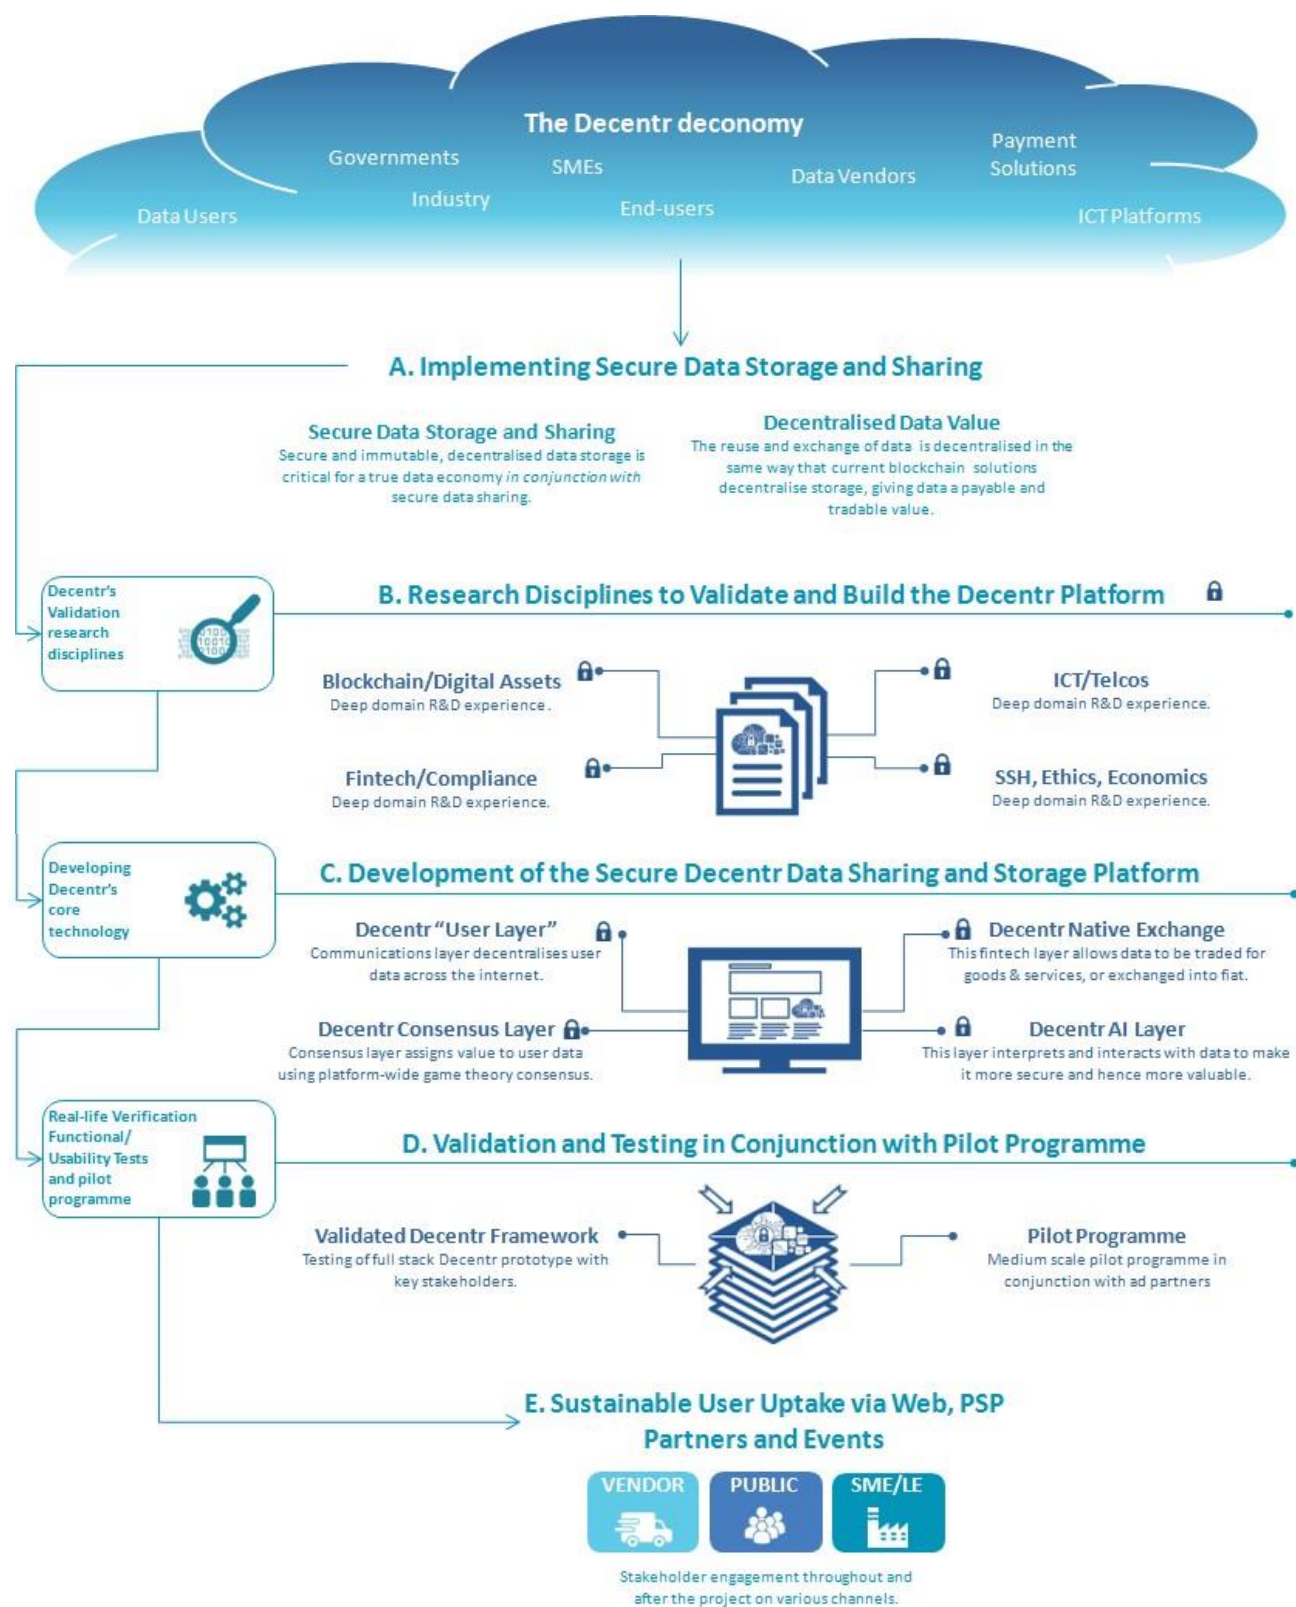 The Decentr deconomy
Governments
SMEs
Payment
Solutions
Data Vendors
Industry
End-users
Data Users
ICT Platforms
A. Implementing Secure Data Storage and Sharing
Secure Data Storage and Sharing
Secure and immutable, decentralised data storage is
critical for a true data economy in conjunction with
secure data sharing.
Decentralised Data Value
The reuse and exchange of data is decentralised in the
same way that current blockchain solutions
decentralise storage, giving data a payable and
tradable value.
Decentr's
Validation
research
disciplines
B. Research Disciplines to Validate and Build the Decentr Platform
Blockchain/Digital Assets
Deep domain R&D experience.
ICT/Telcos
Deep domain R&D experience.
Fintech/Compliance
Deep domain R&D experience.
SSH, Ethics, Economics
Deep domain R&D experience.
Developing
Decentr's
core
technology
C. Development of the Secure Decentr Data Sharing and Storage Platform
Decentr “User Layer”
Communications layer decentralises user
data across the internet.
Decentr Native Exchange
This fintech layer allows data to be traded for
goods & services, or exchanged into fiat.
Decentr Consensus Layer
Consensus layer assigns value to user data
using platform-wide game theory consensus.
Decentr AI Layer
This layer interprets and interacts with data to make
it more secure and hence more valuable.
Real-life Verification
Functional/
Usability Tests
and pilot
programme
D. Validation and Testing in Conjunction with Pilot Programme
Validated Decentr Framework
Testing of full stack Decentr prototype with
key stakeholders.
Pilot Programme
Medium scale pilot programme in
conjunction with ad partners
E. Sustainable User Uptake via Web, PSP
Partners and Events
VENDOR
PUBLIC
SME/LE
Stakeholder engagement throughout and
after the project on various channels.